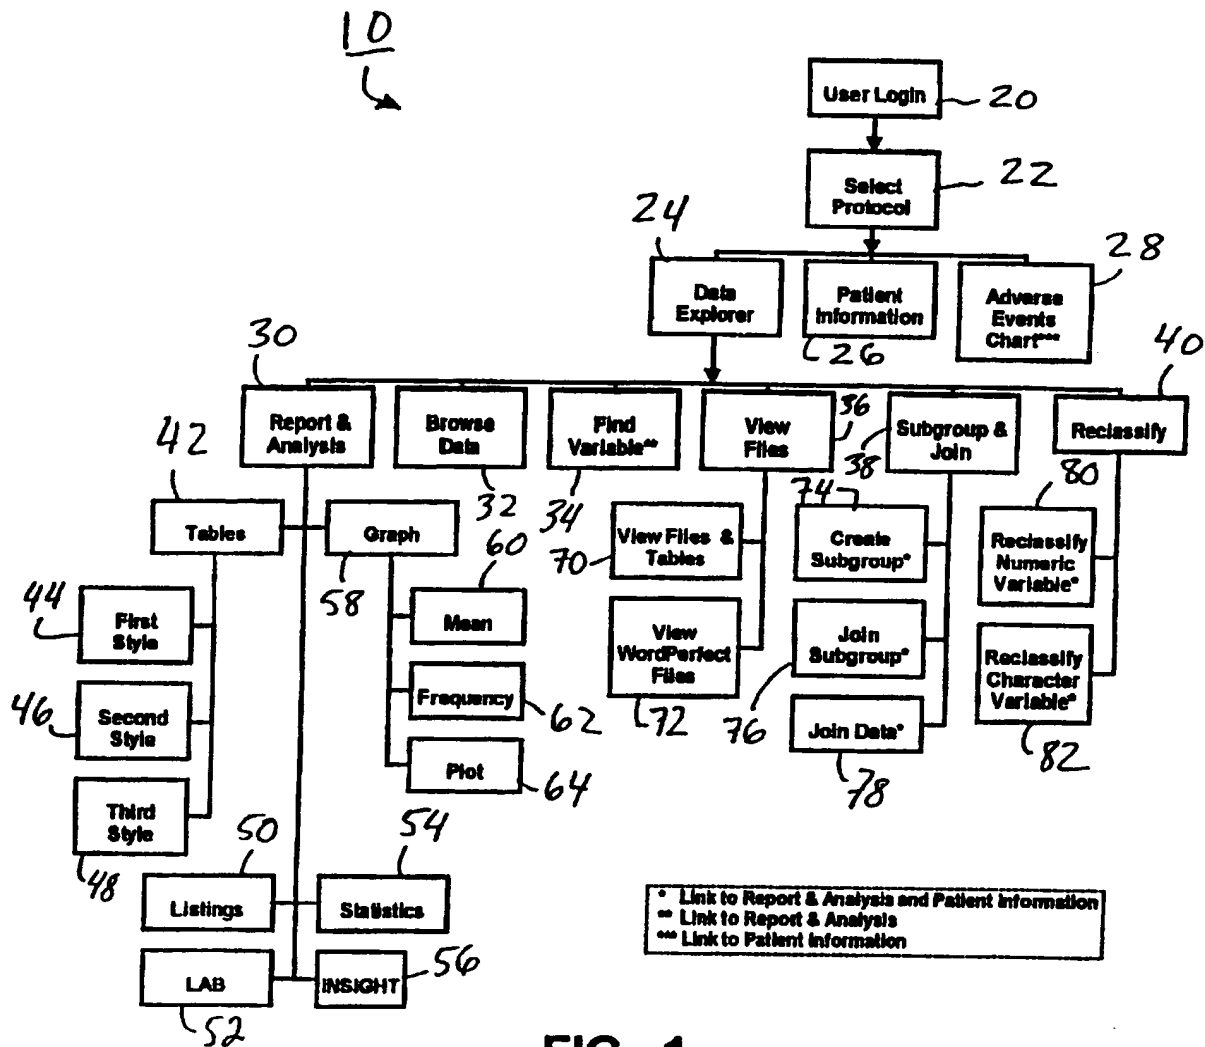 10
User Login
20
Select
Protocol
22
24
28
Data
Explorer
Patient
Information
26
Adverse
Events
Chart***
30
40
Report &
Analysis
Browse
Data
32
Find
Variable**
34
View
Files
36
Subgroup &
Join
38
Reclassify
42
Tables
Graph
58
60
70
View Files &
Tables
74
Create
Subgroup*
80
Reclassify
Numeric
Variable*
44
First
Style
Mean
View
WordPerfect
Files
72
Join
Subgroup*
76
Reclassify
Character
Variable*
82
46
Second
Style
Frequency
62
Join Data*
78
Third
Style
48
Plot
64
50
54
Listings
Statistics
LAB
52
INSIGHT
56
* Link to Report & Analysis and Patient Information
** Link to Report & Analysis
*** Link to Patient Information
FIG. 1